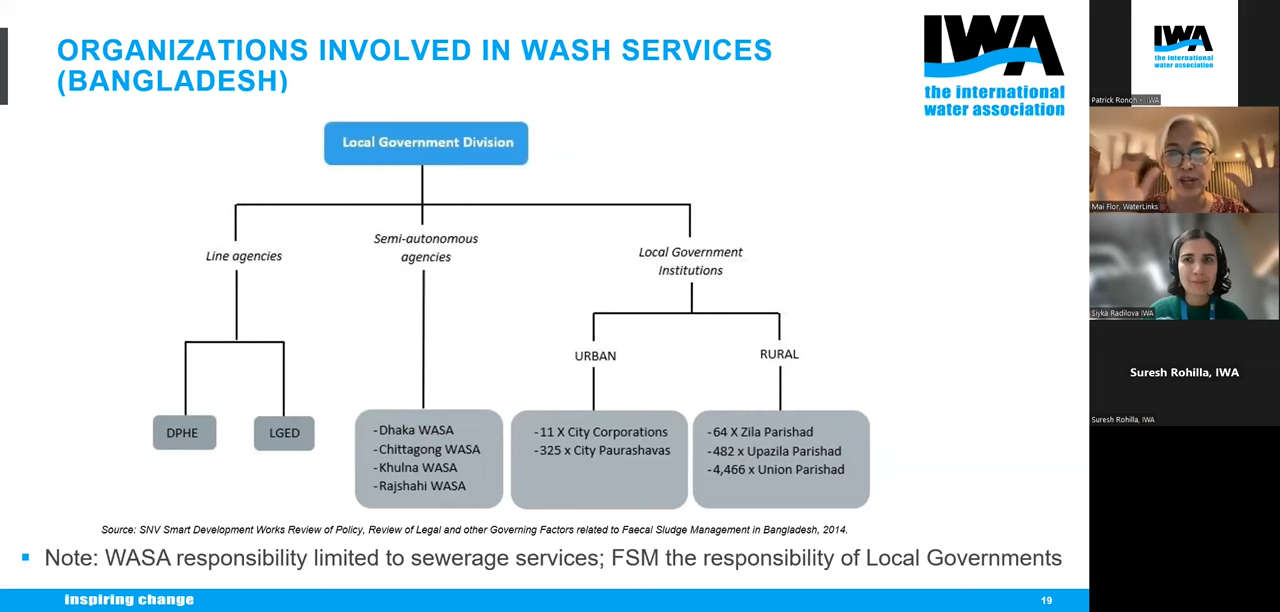 ORGANIZATIONS INVOLVED IN WASH SERVICES
(BANGLADESH)
IWA
the international
water association
Local Government Division
Line agencies
Semi-autonomous
agencies
Local Government
Institutions
URBAN
RURAL
DPHE
LGED
-Dhaka WASA
-Chittagong WASA
-Khulna WASA
-Rajshahi WASA
-11 X City Corporations
-325 x City Paurashavas
-64 X Zila Parishad
-482 x Upazila Parishad
-4,466 x Union Parishad
Source: SNV Smart Development Works Review of Policy, Review of Legal and other Governing Factors related to Faecal Sludge Management in Bangladesh, 2014.
▪ Note: WASA responsibility limited to sewerage services; FSM the responsibility of Local Governments
inspiring change
19
IWA
the international
water association
Patrick Ronoh - IWA
Mai Flor, WaterLinks
Siyka Radilova IWA
Suresh Rohilla, IWA
Suresh Rohilla, IWA